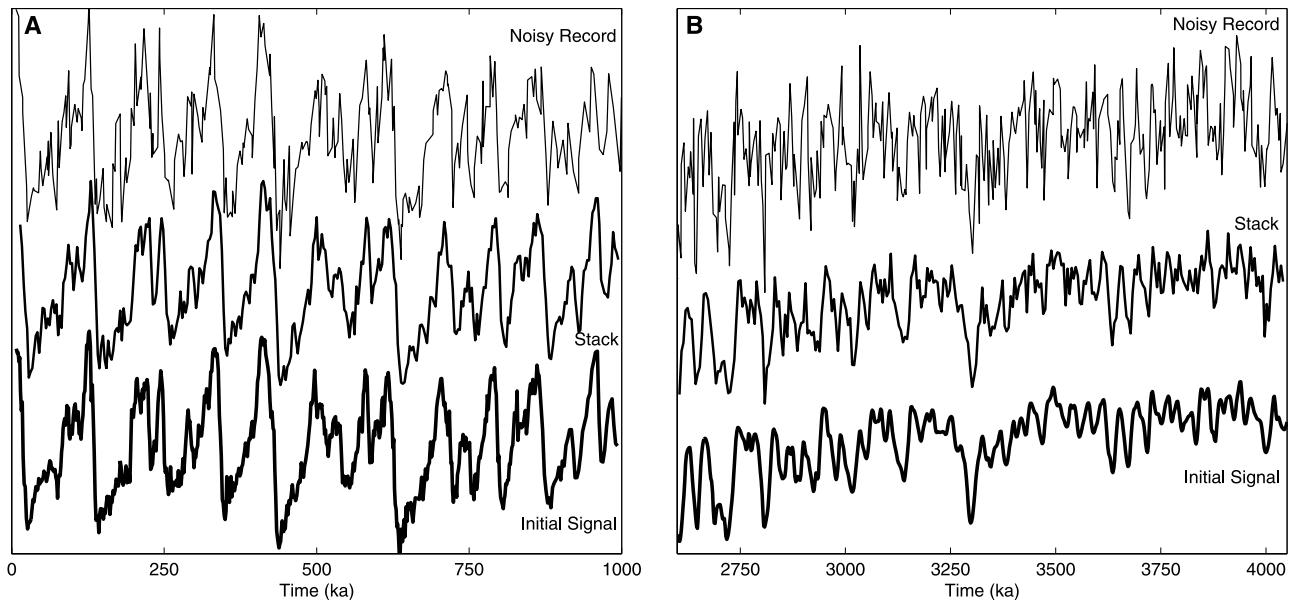 A
Noisy Record
Stack
Initial Signal
0 250 500 750 1000
Time (ka)
B
Noisy Record
Stack
Initial Signal
2750 3000 3250 3500 3750 4000
Time (ka)